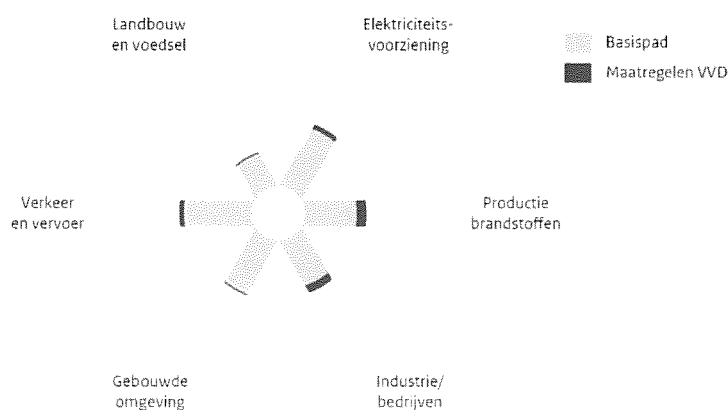 Landbouw
en voedsel
Elektriciteits-
voorziening
Basispad
Maatregelen VVD
Verkeer
en vervoer
Productie
brandstoffen
Gebouwde
omgeving
Industrie/
bedrijven